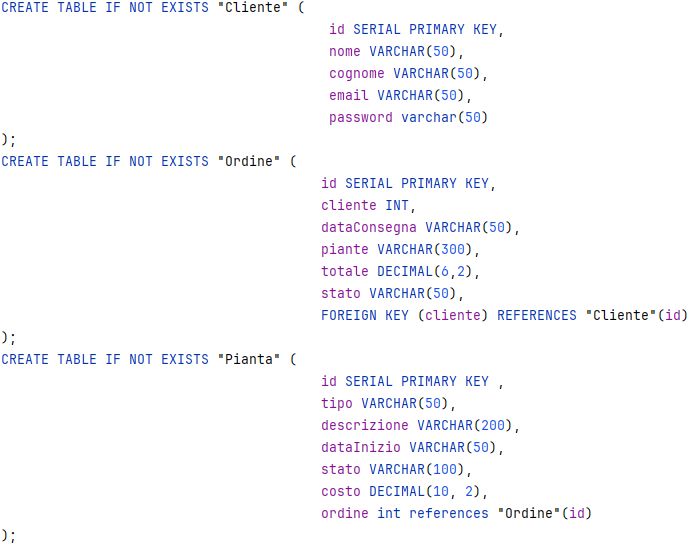 CREATE TABLE IF NOT EXISTS "Cliente" (
id SERIAL PRIMARY KEY,
nome VARCHAR(50),
cognome VARCHAR(50),
email VARCHAR(50),
password varchar(50)
);
CREATE TABLE IF NOT EXISTS "Ordine" (
id SERIAL PRIMARY KEY,
cliente INT,
dataConsegna VARCHAR(50),
piante VARCHAR(300),
totale DECIMAL(6,2),
stato VARCHAR(50),
FOREIGN KEY (cliente) REFERENCES "Cliente"(id)
);
CREATE TABLE IF NOT EXISTS "Pianta" (
id SERIAL PRIMARY KEY ,
tipo VARCHAR(50),
descrizione VARCHAR(200),
dataInizio VARCHAR(50),
stato VARCHAR(100),
costo DECIMAL(10, 2),
ordine int references "Ordine"(id)
);